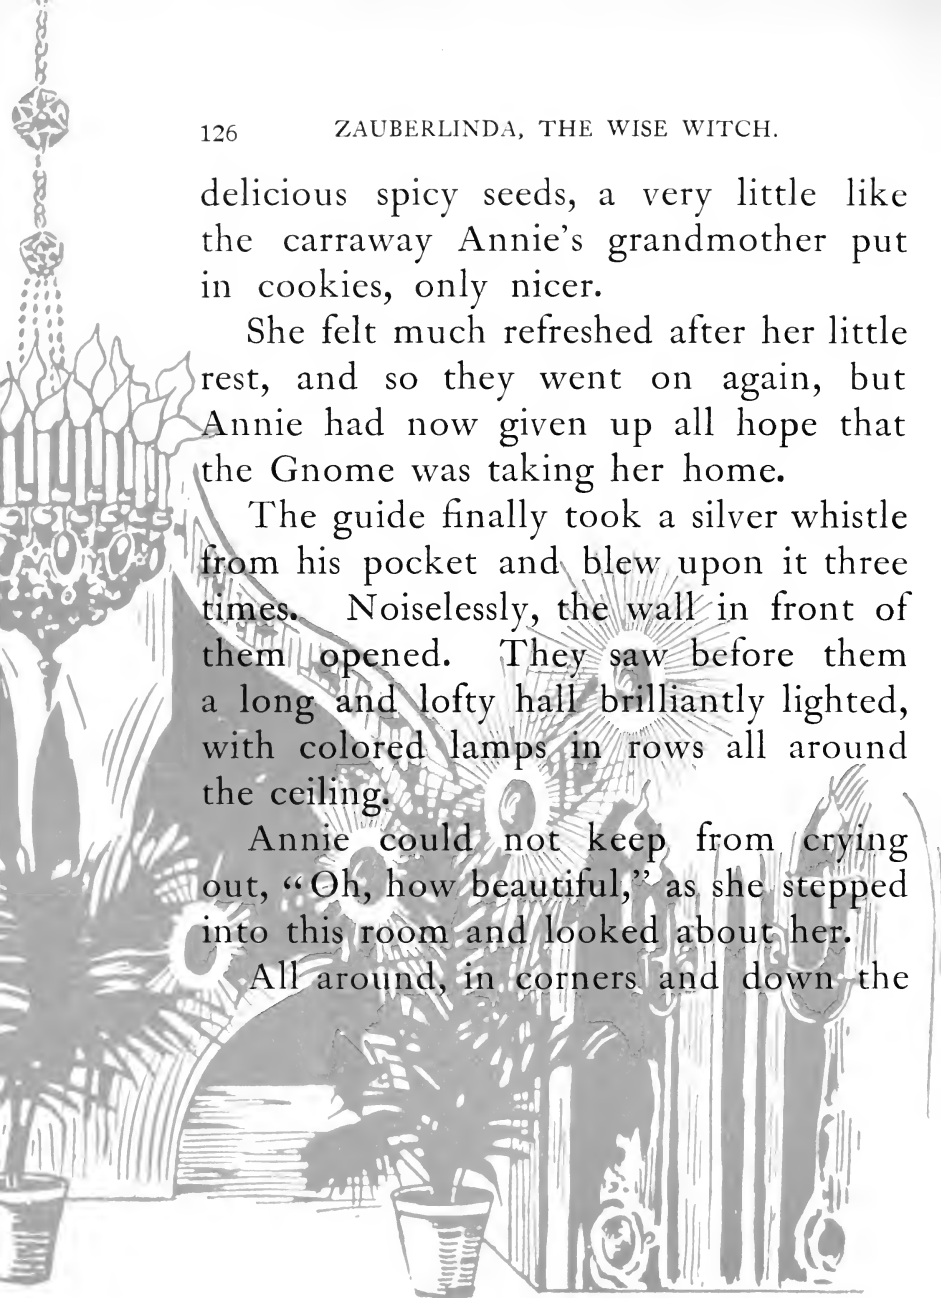 126 ZAUBERLINDA, THE WISE WITCH.
delicious spicy seeds, a very little like
the carraway Annie's grandmother put
in cookies, only nicer.
She felt much refreshed after her little
rest, and so they went on again, but
Annie had now given up all hope that
the Gnome was taking her home.
The guide finally took a silver whistle
from his pocket and blew upon it three
times. Noiselessly, the wall in front of
them opened. They saw before them
a long and lofty hall brilliantly lighted,
with colored lamps in rows all around
the ceiling.
Annie could not keep from crying
out, “Oh, how beautiful,” as she stepped
into this room and looked about her.
All around, in corners and down the